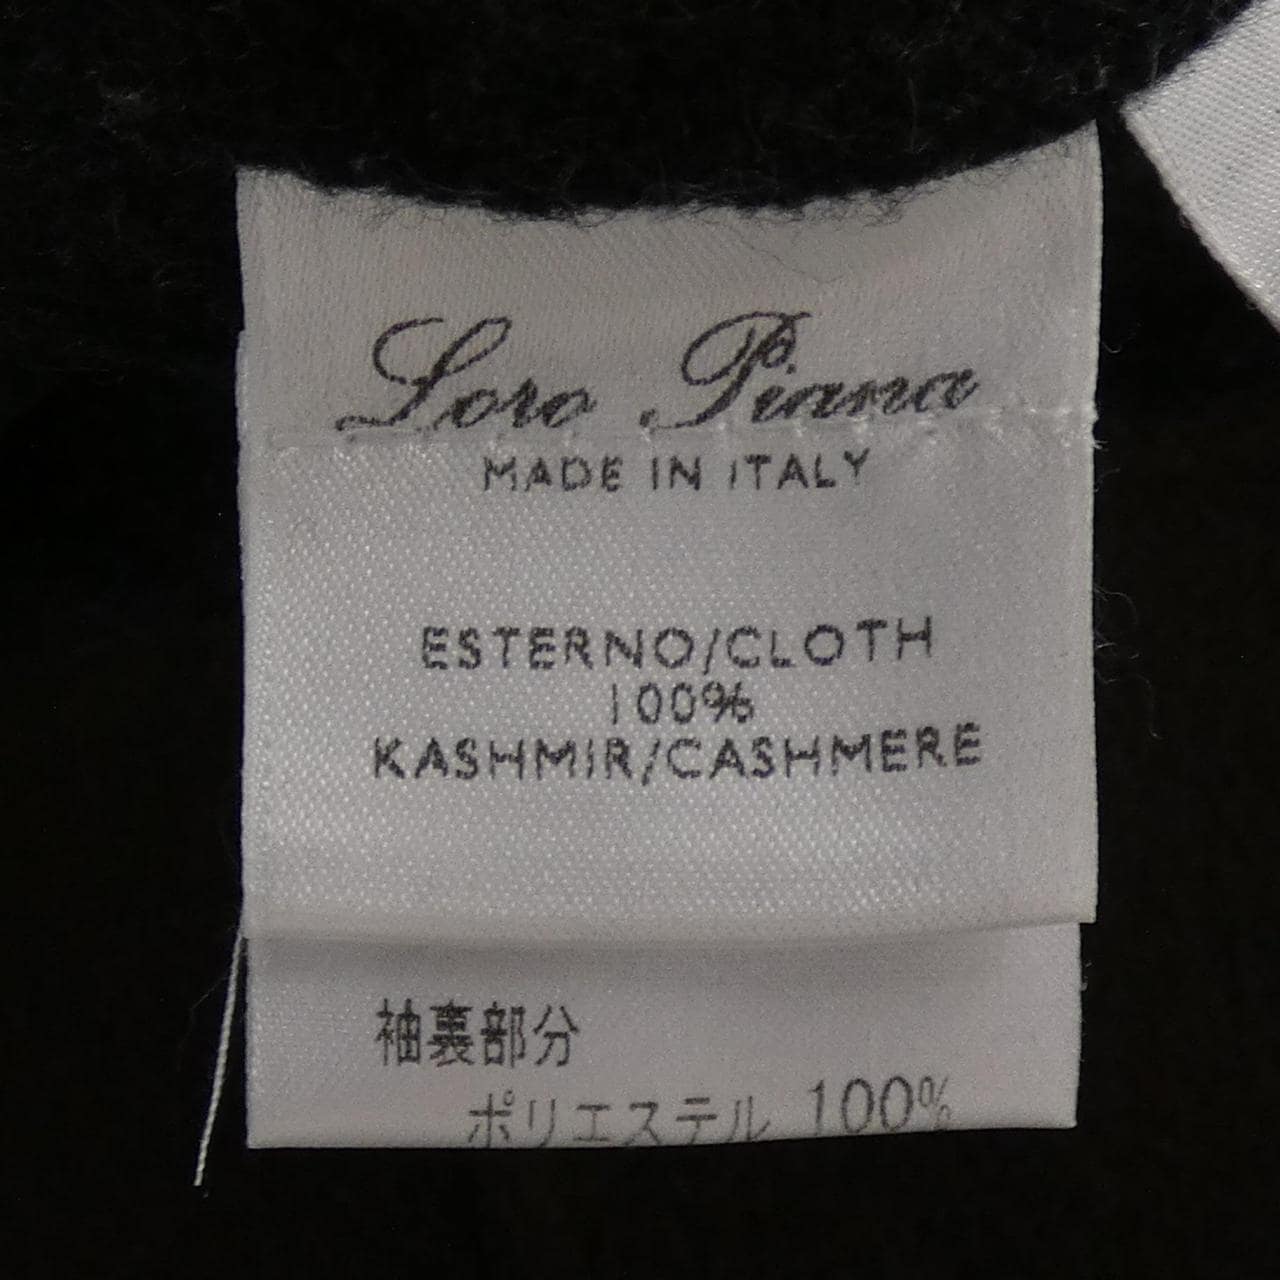 Loro Piana
MADE IN ITALY
ESTERNO/CLOTH
100%
KASHMIR/CASHMERE
袖裏部分
ポリエステル 100%